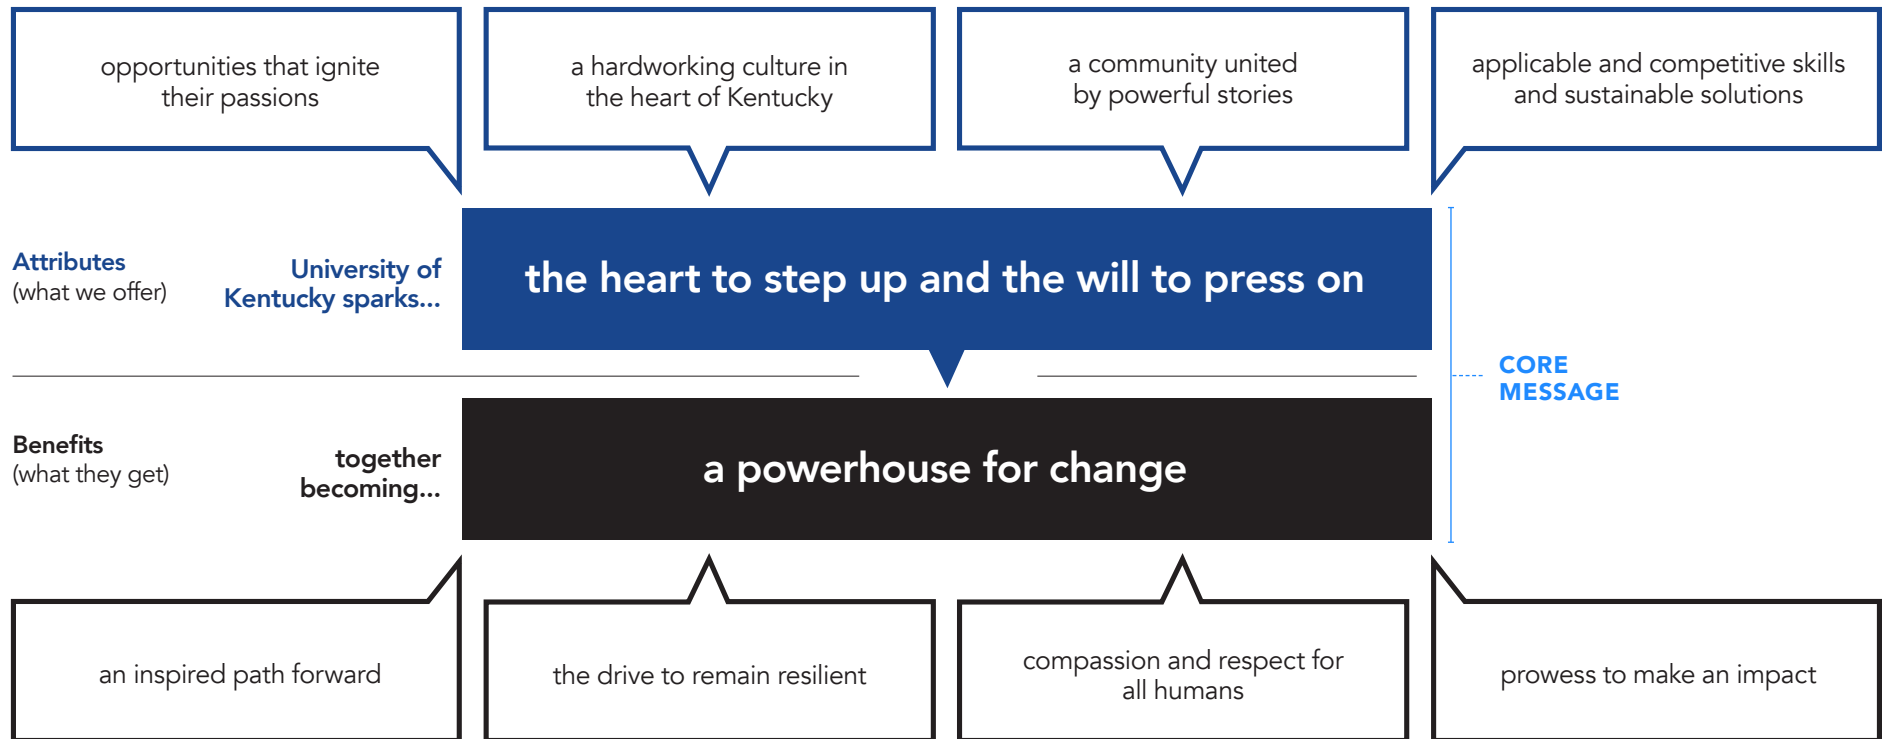 opportunities that ignite
their passions
a hardworking culture in
the heart of Kentucky
a community united
by powerful stories
applicable and competitive skills
and sustainable solutions
Attributes
(what we offer)
University of
Kentucky sparks...
the heart to step up and the will to press on
CORE
MESSAGE
Benefits
(what they get)
together
becoming...
a powerhouse for change
an inspired path forward
the drive to remain resilient
compassion and respect for
all humans
prowess to make an impact